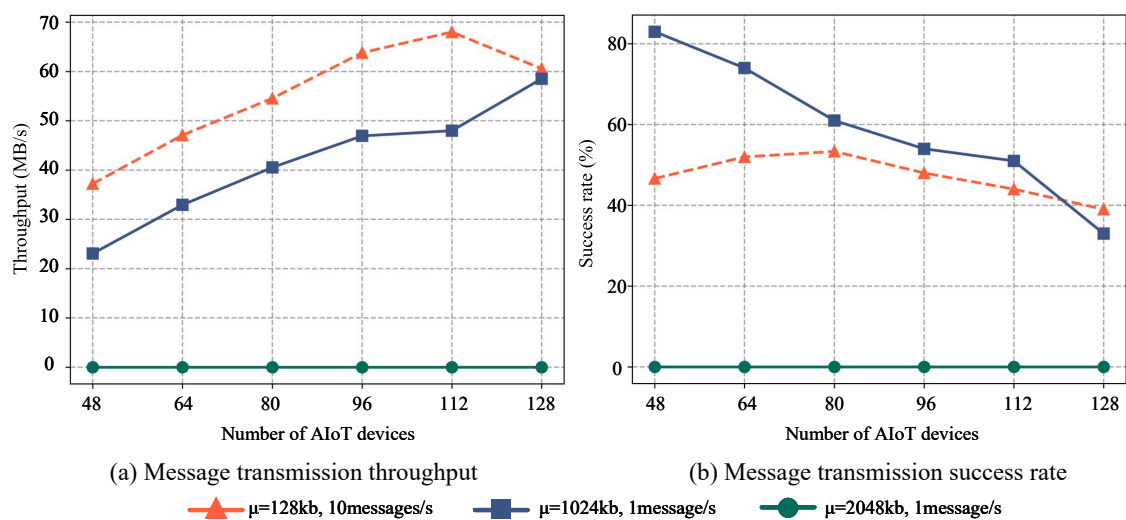 70
60
50
40
30
20
10
0
Throughput (MB/s)
48 64 80 96 112 128
Number of AIoT devices
(a) Message transmission throughput
80
60
40
20
0
Success rate (%)
48 64 80 96 112 128
Number of AIoT devices
(b) Message transmission success rate
μ=128kb, 10messages/s μ=1024kb, 1message/s μ=2048kb, 1message/s